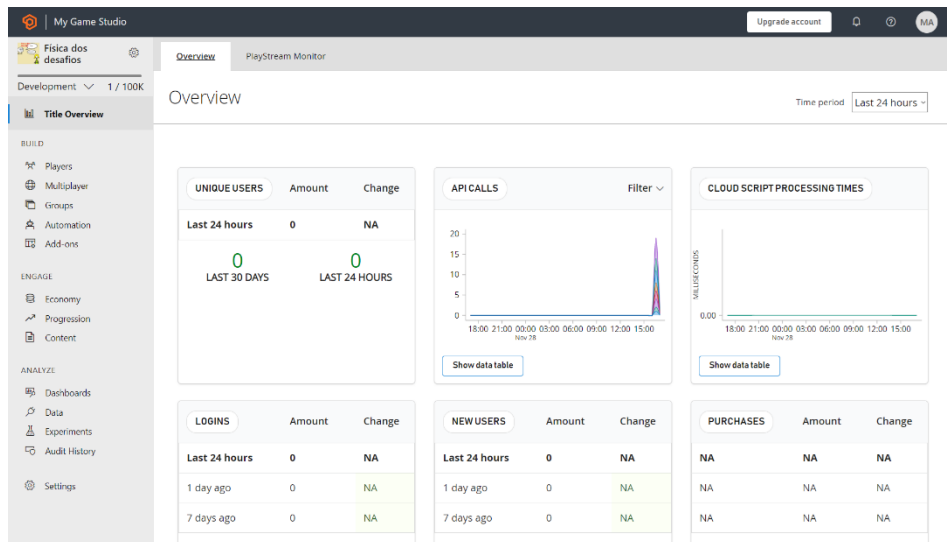 My Game Studio
Upgrade account
MA
Física dos desafios
Development 1 / 100K
Title Overview
BUILD
Players
Multiplayer
Groups
Automation
Add-ons
ENGAGE
Economy
Progression
Content
ANALYZE
Dashboards
Data
Experiments
Audit History
Settings
Overview PlayStream Monitor
Overview
Time period Last 24 hours
UNIQUE USERS Amount Change
Last 24 hours 0 NA
0 0
LAST 30 DAYS LAST 24 HOURS
API CALLS Filter
20
15
10
5
0
18:00 21:00 00:00 03:00 06:00 09:00 12:00 15:00
Nov 28
Show data table
CLOUD SCRIPT PROCESSING TIMES
MILLISECONDS
0.00
18:00 21:00 00:00 03:00 06:00 09:00 12:00 15:00
Nov 28
Show data table
LOGINS Amount Change
Last 24 hours 0 NA
1 day ago 0 NA
7 days ago 0 NA
NEW USERS Amount Change
Last 24 hours 0 NA
1 day ago 0 NA
7 days ago 0 NA
PURCHASES Amount Change
NA NA NA
NA NA NA
NA NA NA